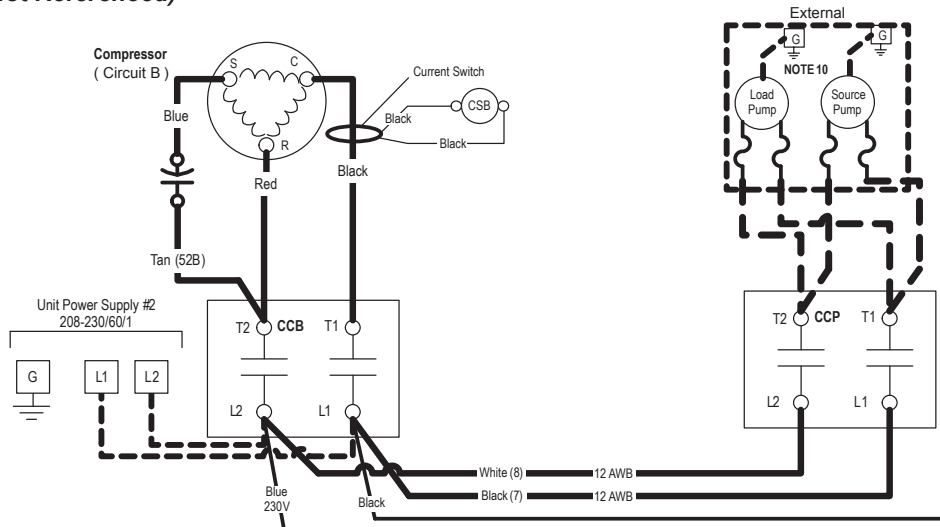 External
G
G
NOTE 10
Load
Pump
Source
Pump
Compressor
( Circuit B )
S
C
R
Current Switch
CSB
Black
Black
Blue
Red
Black
Tan (52B)
Unit Power Supply #2
208-230/60/1
G
L1
L2
T2
CCB
T1
L2
L1
T2
CCP
T1
L2
L1
White (8)
12 AWB
Black (7)
12 AWB
Blue
230V
Black